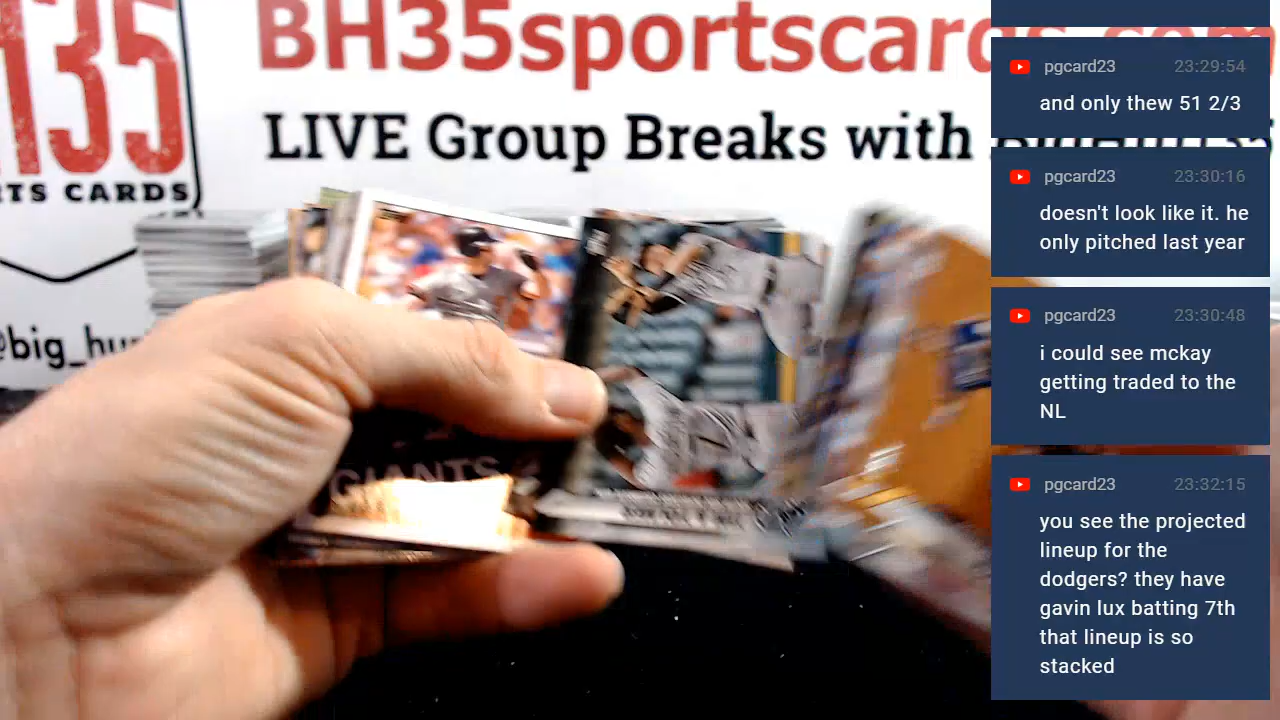 H35
RTS CARDS
@big_hu
BH35sportscards.com
LIVE Group Breaks with
GIANTS
pgcard23 23:29:54
and only thew 51 2/3
pgcard23 23:30:16
doesn't look like it. he
only pitched last year
pgcard23 23:30:48
i could see mckay
getting traded to the
NL
pgcard23 23:32:15
you see the projected
lineup for the
dodgers? they have
gavin lux batting 7th
that lineup is so
stacked